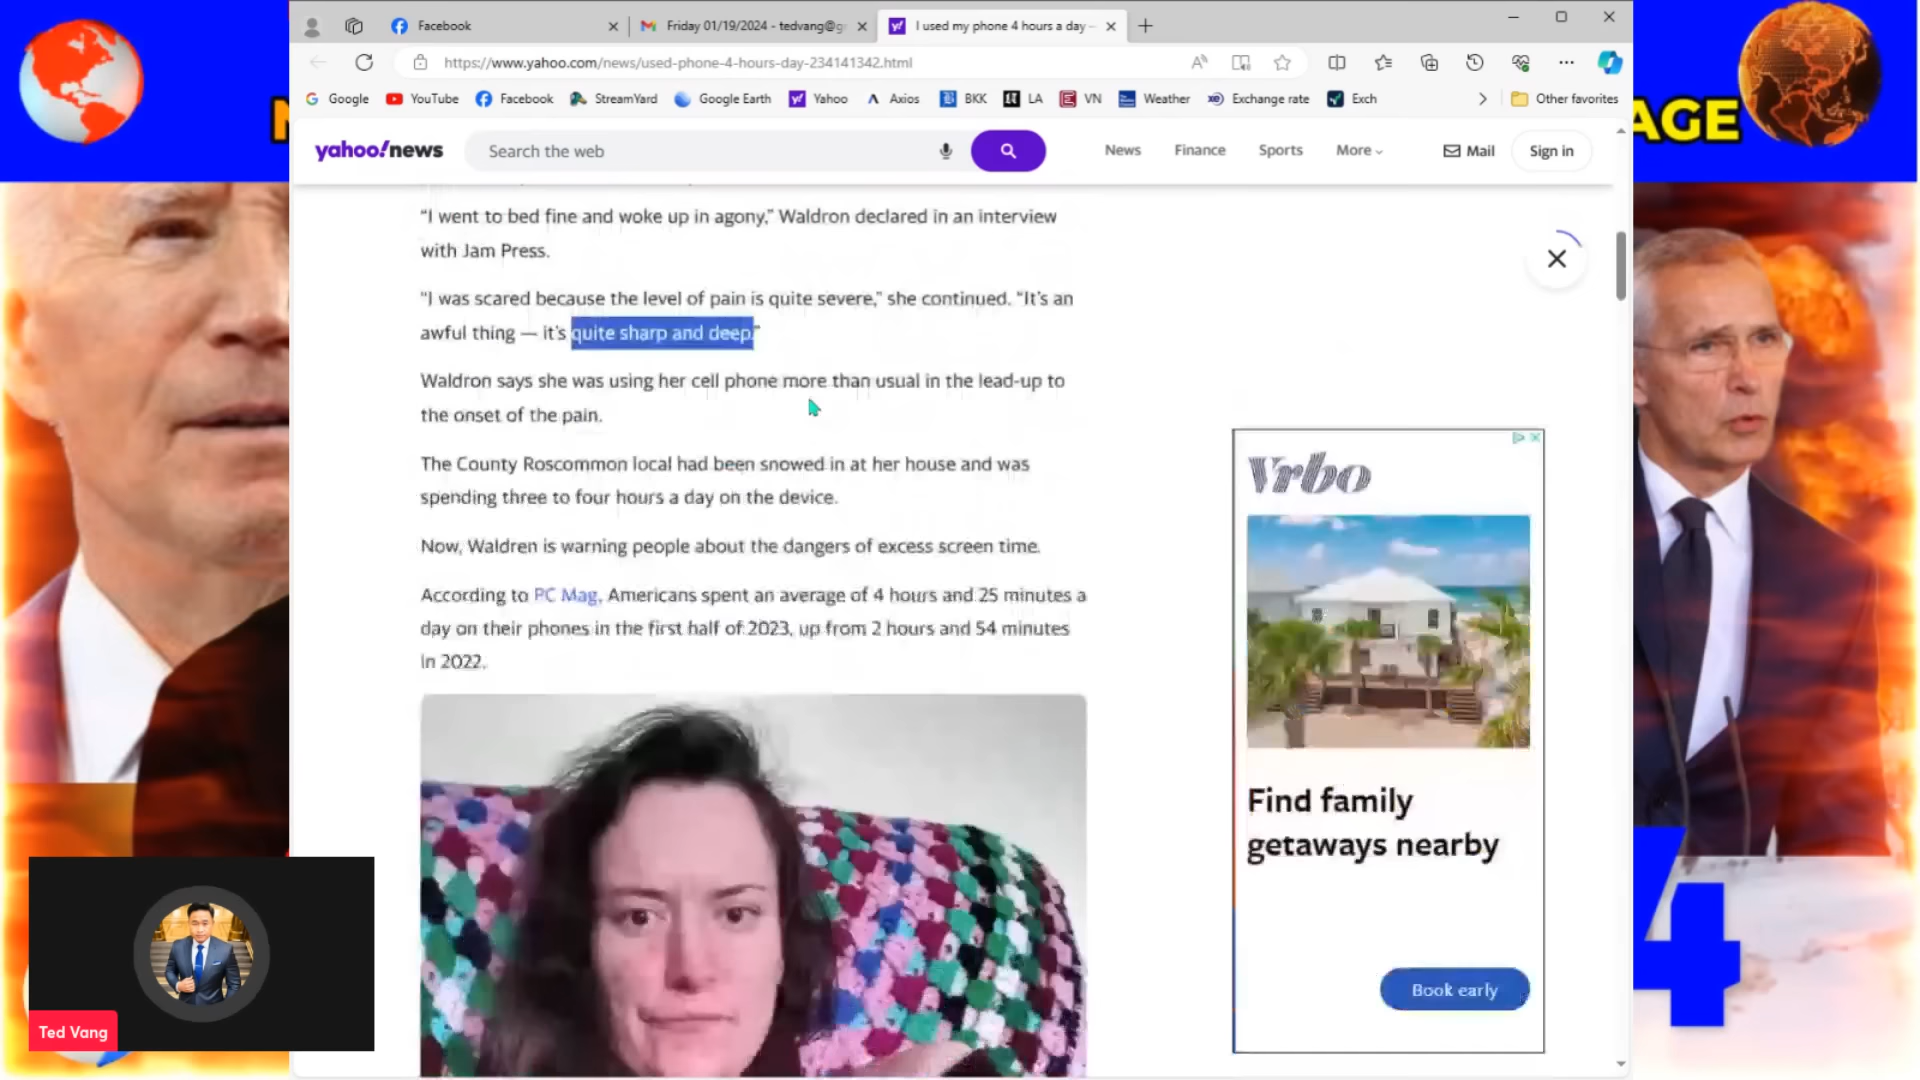 Facebook
Friday 01/19/2024 - tedvang@g
I used my phone 4 hours a day –
https://www.yahoo.com/news/used-phone-4-hours-day-234141342.html
Google
YouTube
Facebook
StreamYard
Google Earth
Yahoo
Axios
BKK
LA
VN
Weather
Exchange rate
Exch
Other favorites
AGE
yahoo!news
Search the web
News
Finance
Sports
More
Mail
Sign in
“I went to bed fine and woke up in agony,” Waldron declared in an interview
with Jam Press.
“I was scared because the level of pain is quite severe,” she continued. “It’s an
awful thing — it’s quite sharp and deep.”
Waldron says she was using her cell phone more than usual in the lead-up to
the onset of the pain.
The County Roscommon local had been snowed in at her house and was
spending three to four hours a day on the device.
Now, Waldren is warning people about the dangers of excess screen time.
According to PC Mag, Americans spent an average of 4 hours and 25 minutes a
day on their phones in the first half of 2023, up from 2 hours and 54 minutes
in 2022.
Vrbo
Find family
getaways nearby
Book early
4
Ted Vang